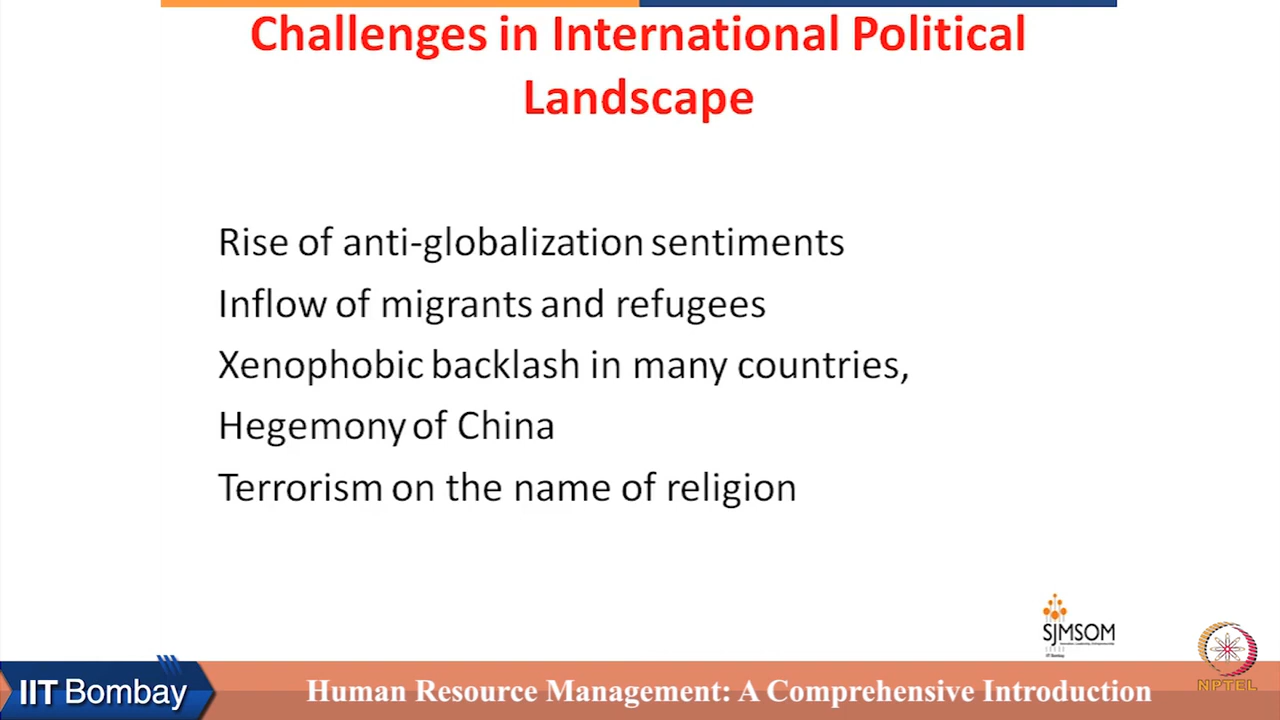 Challenges in International Political
Landscape
Rise of anti-globalization sentiments
Inflow of migrants and refugees
Xenophobic backlash in many countries,
Hegemony of China
Terrorism on the name of religion
SJMSOM
IIT Bombay
NPTEL
IIT Bombay
Human Resource Management: A Comprehensive Introduction